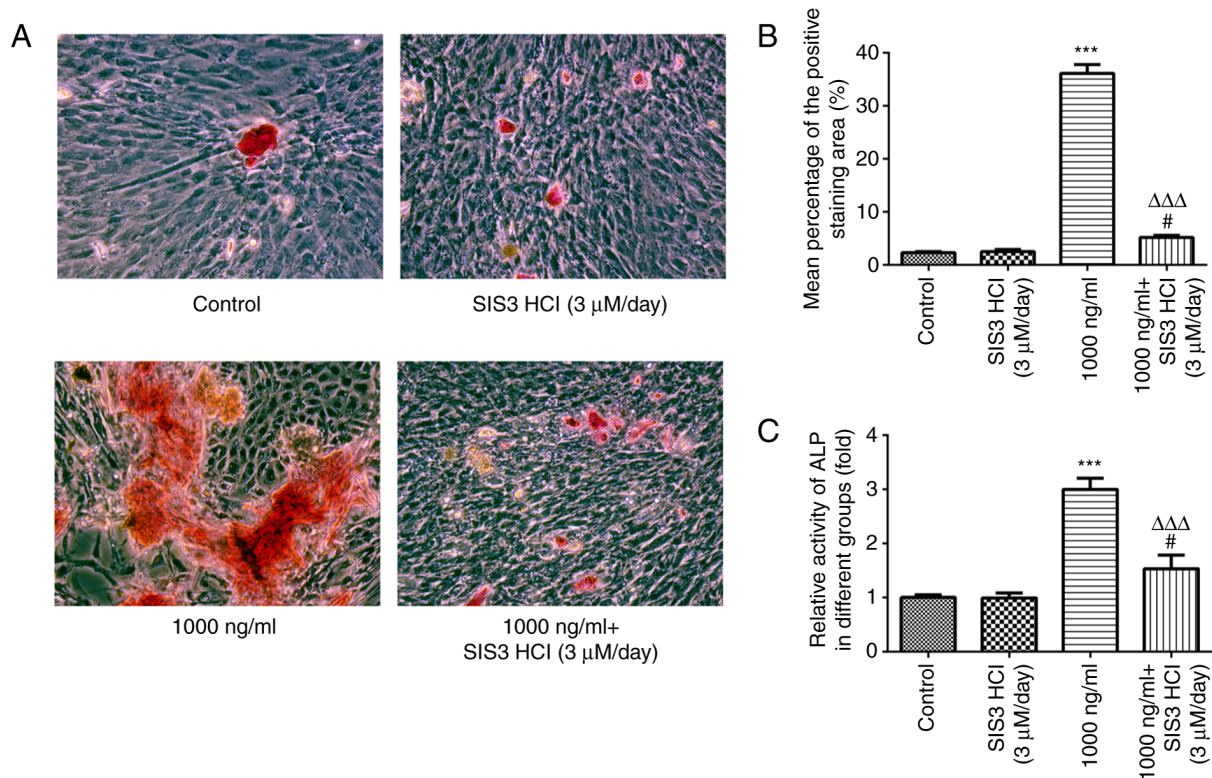 A
Control
SIS3 HCl (3 µM/day)
1000 ng/ml
1000 ng/ml+
SIS3 HCl (3 µM/day)
B
Mean percentage of the positive
staining area (%)
40
30
20
10
0
***
ΔΔΔ
#
Control
SIS3 HCl
(3 µM/day)
1000 ng/ml
1000 ng/ml+
SIS3 HCl
(3 µM/day)
C
Relative activity of ALP
in different groups (fold)
4
3
2
1
0
***
ΔΔΔ
#
Control
SIS3 HCl
(3 µM/day)
1000 ng/ml
1000 ng/ml+
SIS3 HCl
(3 µM/day)